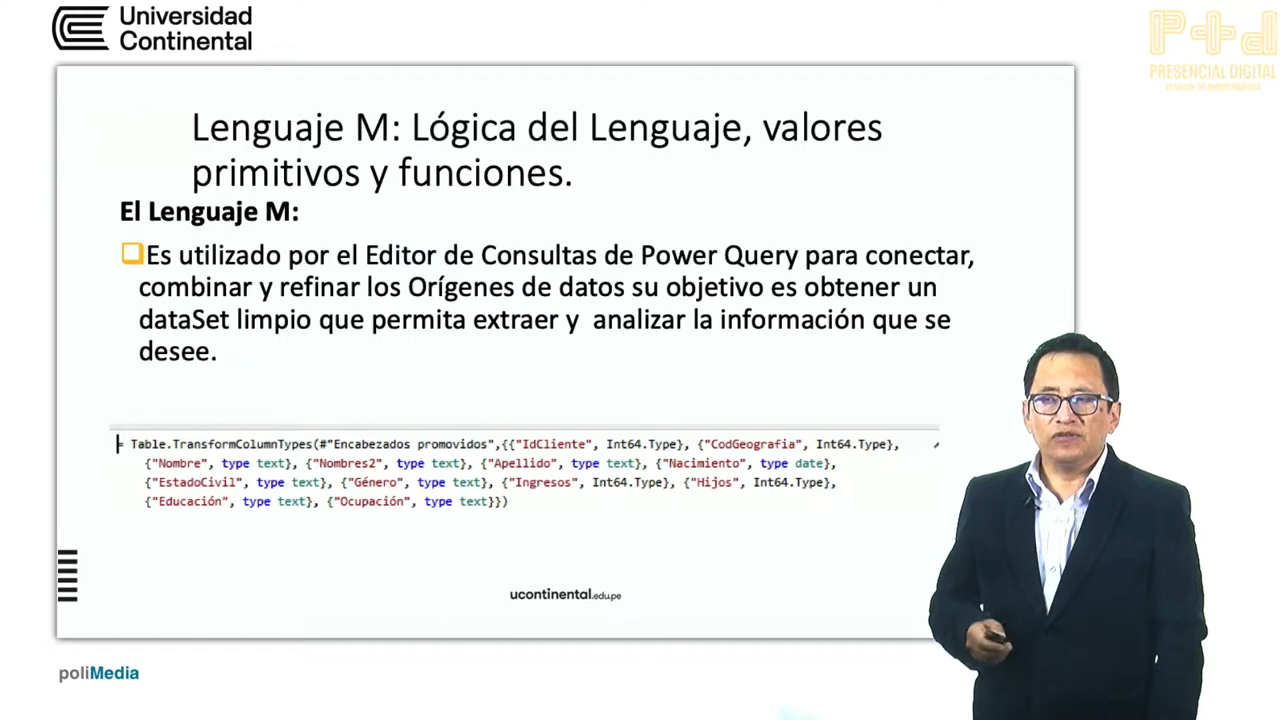 Universidad
Continental
PRESENCIAL DIGITAL
Lenguaje M: Lógica del Lenguaje, valores
primitivos y funciones.
El Lenguaje M:
Es utilizado por el Editor de Consultas de Power Query para conectar,
combinar y refinar los Orígenes de datos su objetivo es obtener un
dataSet limpio que permita extraer y analizar la información que se
desee.
= Table.TransformColumnTypes(#"Encabezados promovidos",{{"IdCliente", Int64.Type}, {"CodGeografia", Int64.Type},
{"Nombre", type text}, {"Nombres2", type text}, {"Apellido", type text}, {"Nacimiento", type date},
{"EstadoCivil", type text}, {"Género", type text}, {"Ingresos", Int64.Type}, {"Hijos", Int64.Type},
{"Educación", type text}, {"Ocupación", type text}})
ucontinental.edu.pe
poliMedia